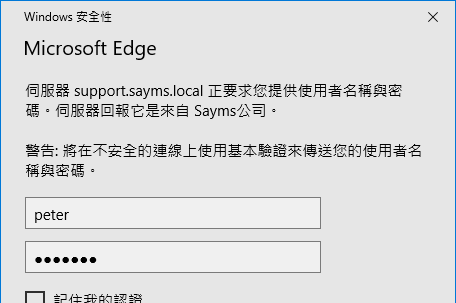 Windows 安全性
Microsoft Edge
伺服器 support.sayms.local 正要求您提供使用者名稱與密
碼。伺服器回報它是來自 Sayms公司。
警告: 將在不安全的連線上使用基本驗證來傳送您的使用者名
稱與密碼。
peter
●●●●●●●
記住我的認證